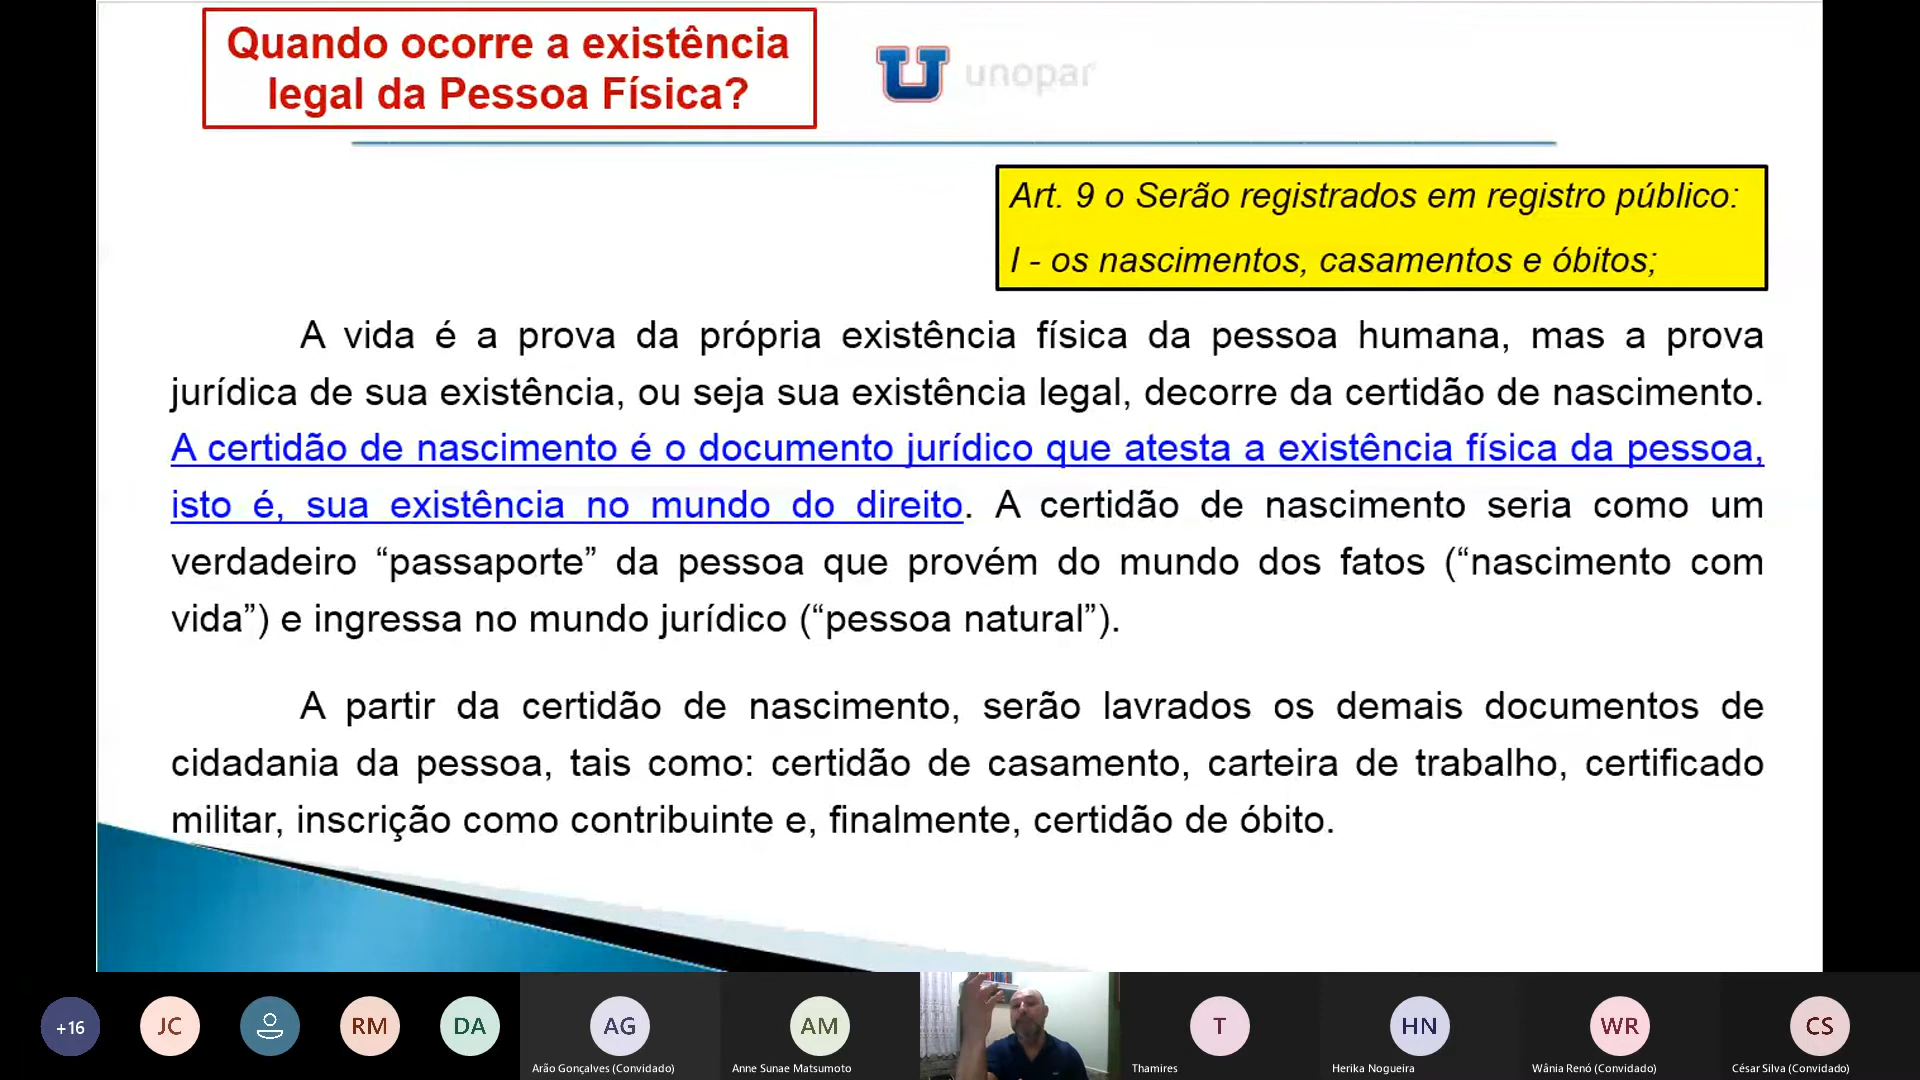 Quando ocorre a existência
legal da Pessoa Física?
unopar
Art. 9 o Serão registrados em registro público:
I - os nascimentos, casamentos e óbitos;
A vida é a prova da própria existência física da pessoa humana, mas a prova
jurídica de sua existência, ou seja sua existência legal, decorre da certidão de nascimento.
A certidão de nascimento é o documento jurídico que atesta a existência física da pessoa,
isto é, sua existência no mundo do direito. A certidão de nascimento seria como um
verdadeiro “passaporte” da pessoa que provém do mundo dos fatos (“nascimento com
vida”) e ingressa no mundo jurídico (“pessoa natural”).
A partir da certidão de nascimento, serão lavrados os demais documentos de
cidadania da pessoa, tais como: certidão de casamento, carteira de trabalho, certificado
militar, inscrição como contribuinte e, finalmente, certidão de óbito.
+16
JC
RM
DA
AG
AM
T
HN
WR
CS
Arão Gonçalves (Convidado)
Anne Sunae Matsumoto
Thamires
Herika Nogueira
Wânia Renó (Convidado)
César Silva (Convidado)